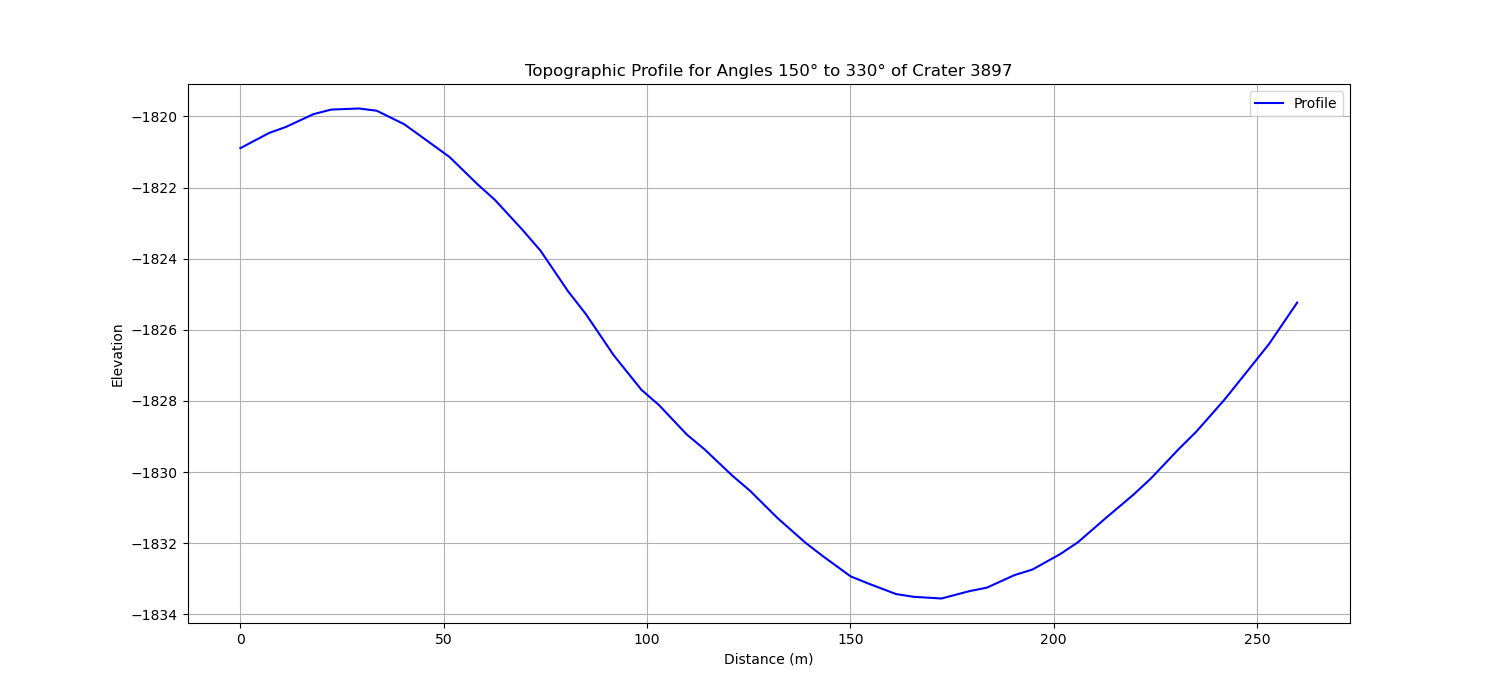 Topographic Profile for Angles 150° to 330° of Crater 3897
Profile
−1820
−1822
−1824
−1826
−1828
−1830
−1832
−1834
Elevation
0 50 100 150 200 250
Distance (m)